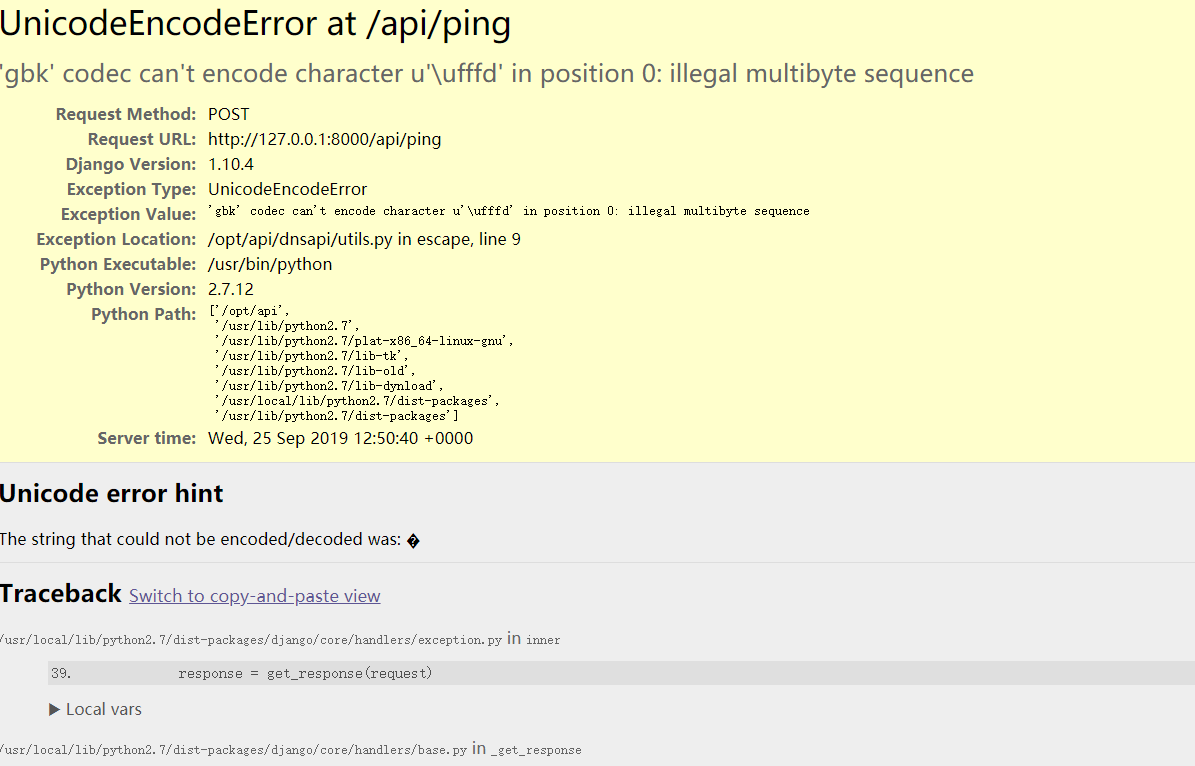 UnicodeEncodeError at /api/ping
'gbk' codec can't encode character u'\ufffd' in position 0: illegal multibyte sequence
Request Method: POST
Request URL: http://127.0.0.1:8000/api/ping
Django Version: 1.10.4
Exception Type: UnicodeEncodeError
Exception Value: 'gbk' codec can't encode character u'\ufffd' in position 0: illegal multibyte sequence
Exception Location: /opt/api/dnsapi/utils.py in escape, line 9
Python Executable: /usr/bin/python
Python Version: 2.7.12
Python Path: ['/opt/api',
'/usr/lib/python2.7',
'/usr/lib/python2.7/plat-x86_64-linux-gnu',
'/usr/lib/python2.7/lib-tk',
'/usr/lib/python2.7/lib-old',
'/usr/lib/python2.7/lib-dynload',
'/usr/local/lib/python2.7/dist-packages',
'/usr/lib/python2.7/dist-packages']
Server time: Wed, 25 Sep 2019 12:50:40 +0000
Unicode error hint
The string that could not be encoded/decoded was: �
Traceback Switch to copy-and-paste view
/usr/local/lib/python2.7/dist-packages/django/core/handlers/exception.py in inner
39. response = get_response(request)
▶ Local vars
/usr/local/lib/python2.7/dist-packages/django/core/handlers/base.py in _get_response